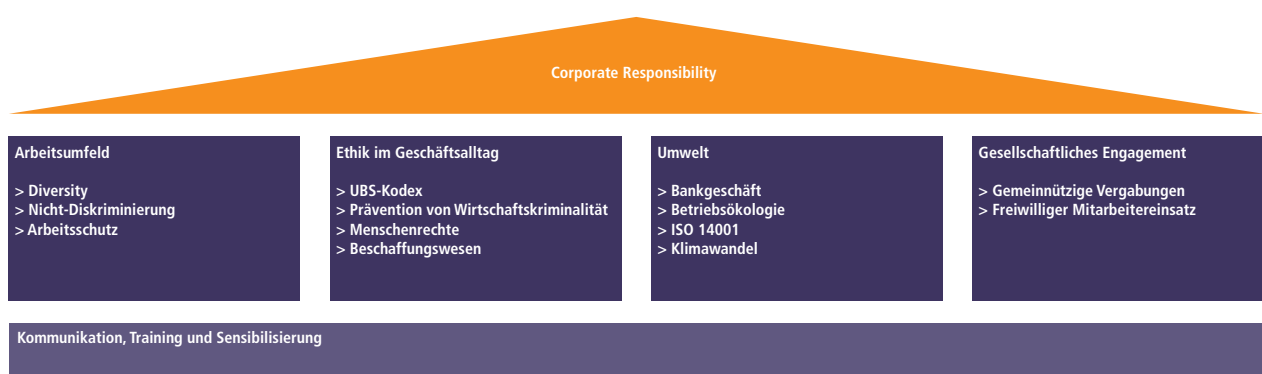 Corporate Responsibility
Arbeitsumfeld
> Diversity
> Nicht-Diskriminierung
> Arbeitsschutz
Ethik im Geschäftsalltag
> UBS-Kodex
> Prävention von Wirtschaftskriminalität
> Menschenrechte
> Beschaffungswesen
Umwelt
> Bankgeschäft
> Betriebsökologie
> ISO 14001
> Klimawandel
Gesellschaftliches Engagement
> Gemeinnützige Vergabungen
> Freiwilliger Mitarbeitereinsatz
Kommunikation, Training und Sensibilisierung